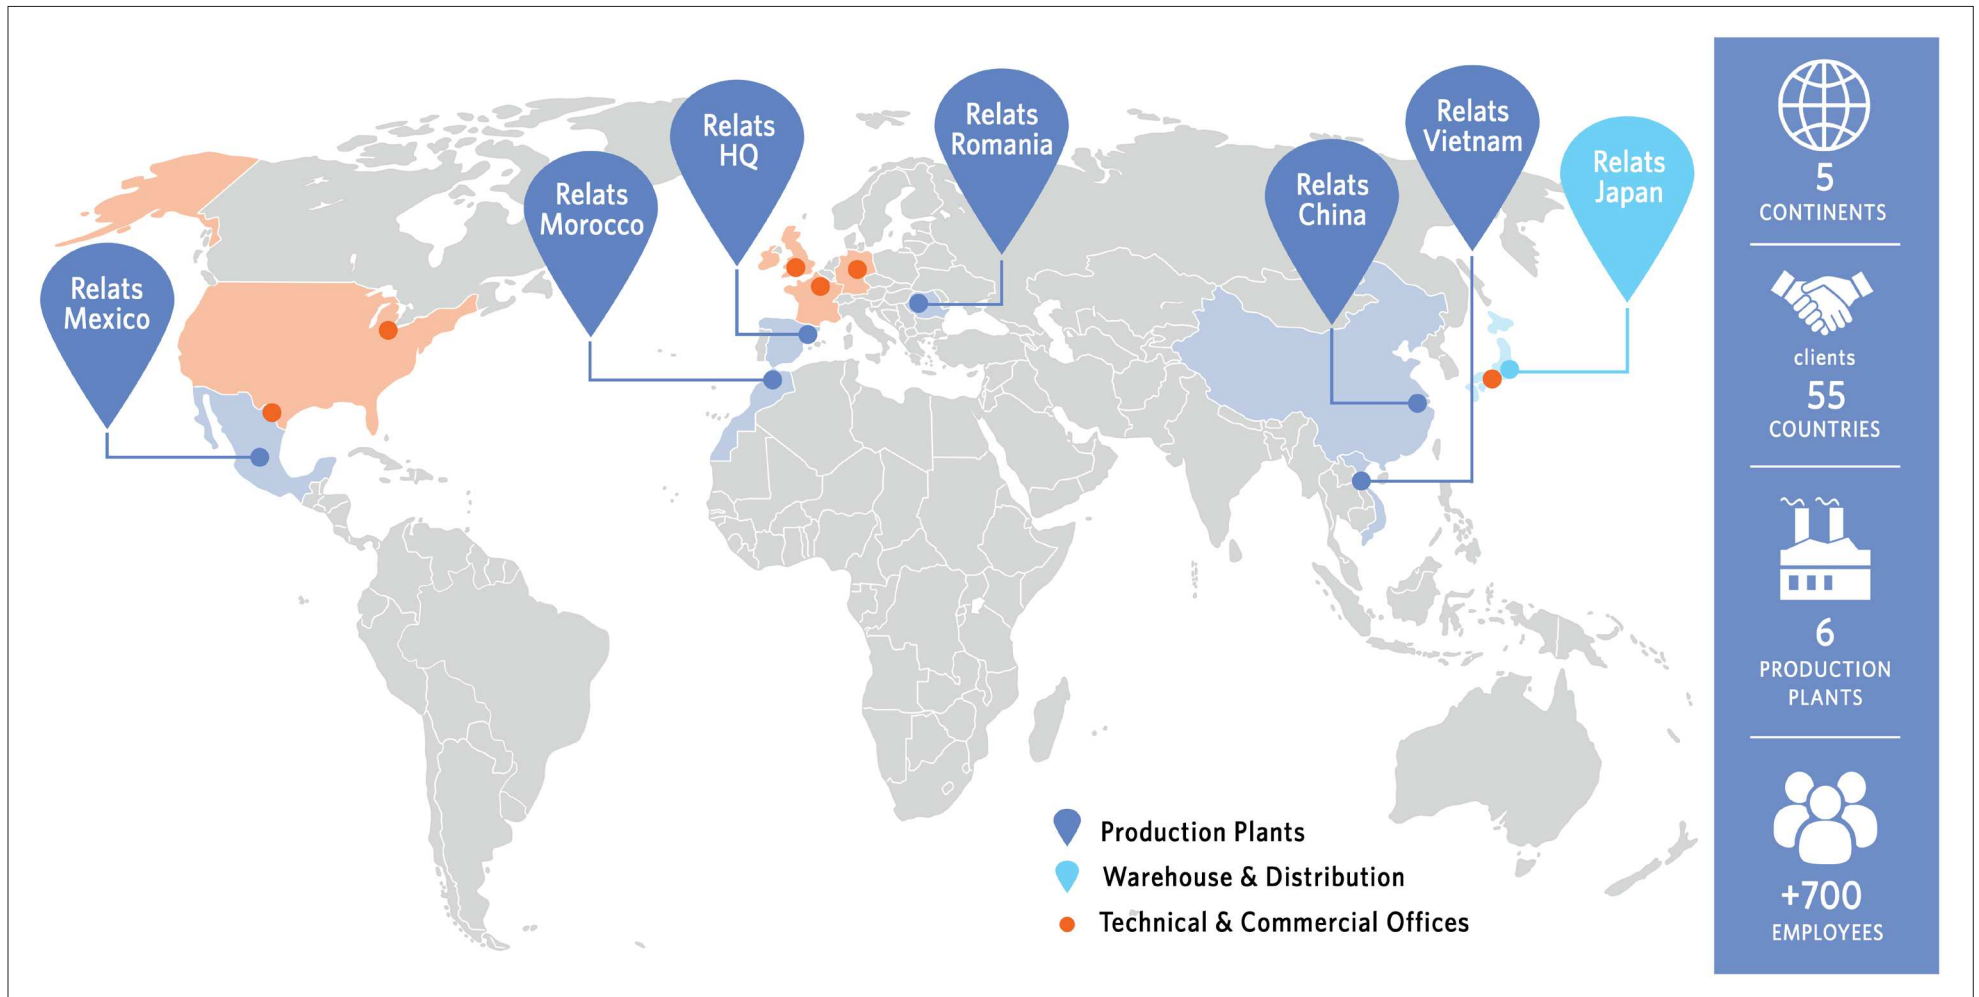 Relats
Mexico
Relats
Morocco
Relats
HQ
Relats
Romania
Relats
China
Relats
Vietnam
Relats
Japan
Production Plants
Warehouse & Distribution
Technical & Commercial Offices
5
CONTINENTS
clients
55
COUNTRIES
6
PRODUCTION
PLANTS
+700
EMPLOYEES